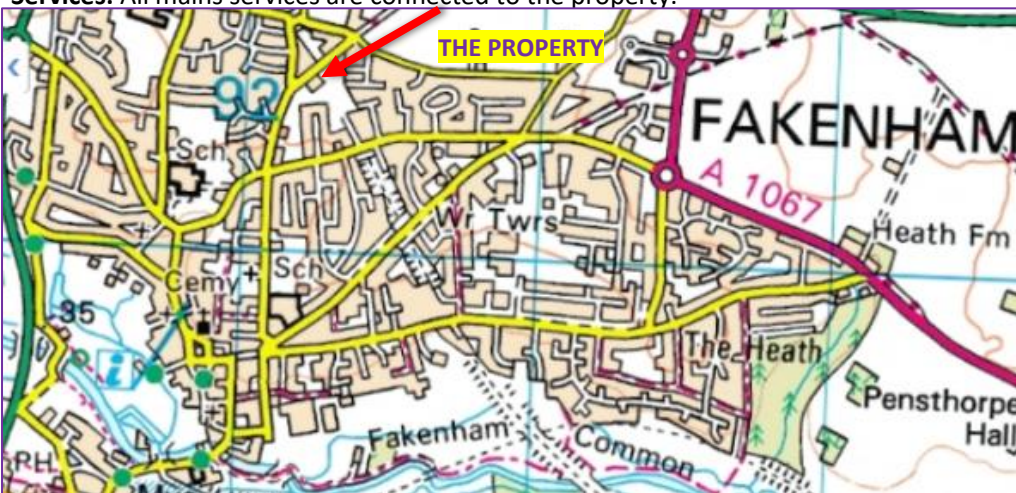 Services: All mains services are connected to the property.
THE PROPERTY
92
FAKENHAM
Sch
A 1067
Wr Twrs
Heath Fm
Sch
Cemy
35
i
The Heath
Pensthorpe
Hall
Fakenham
Common
PH